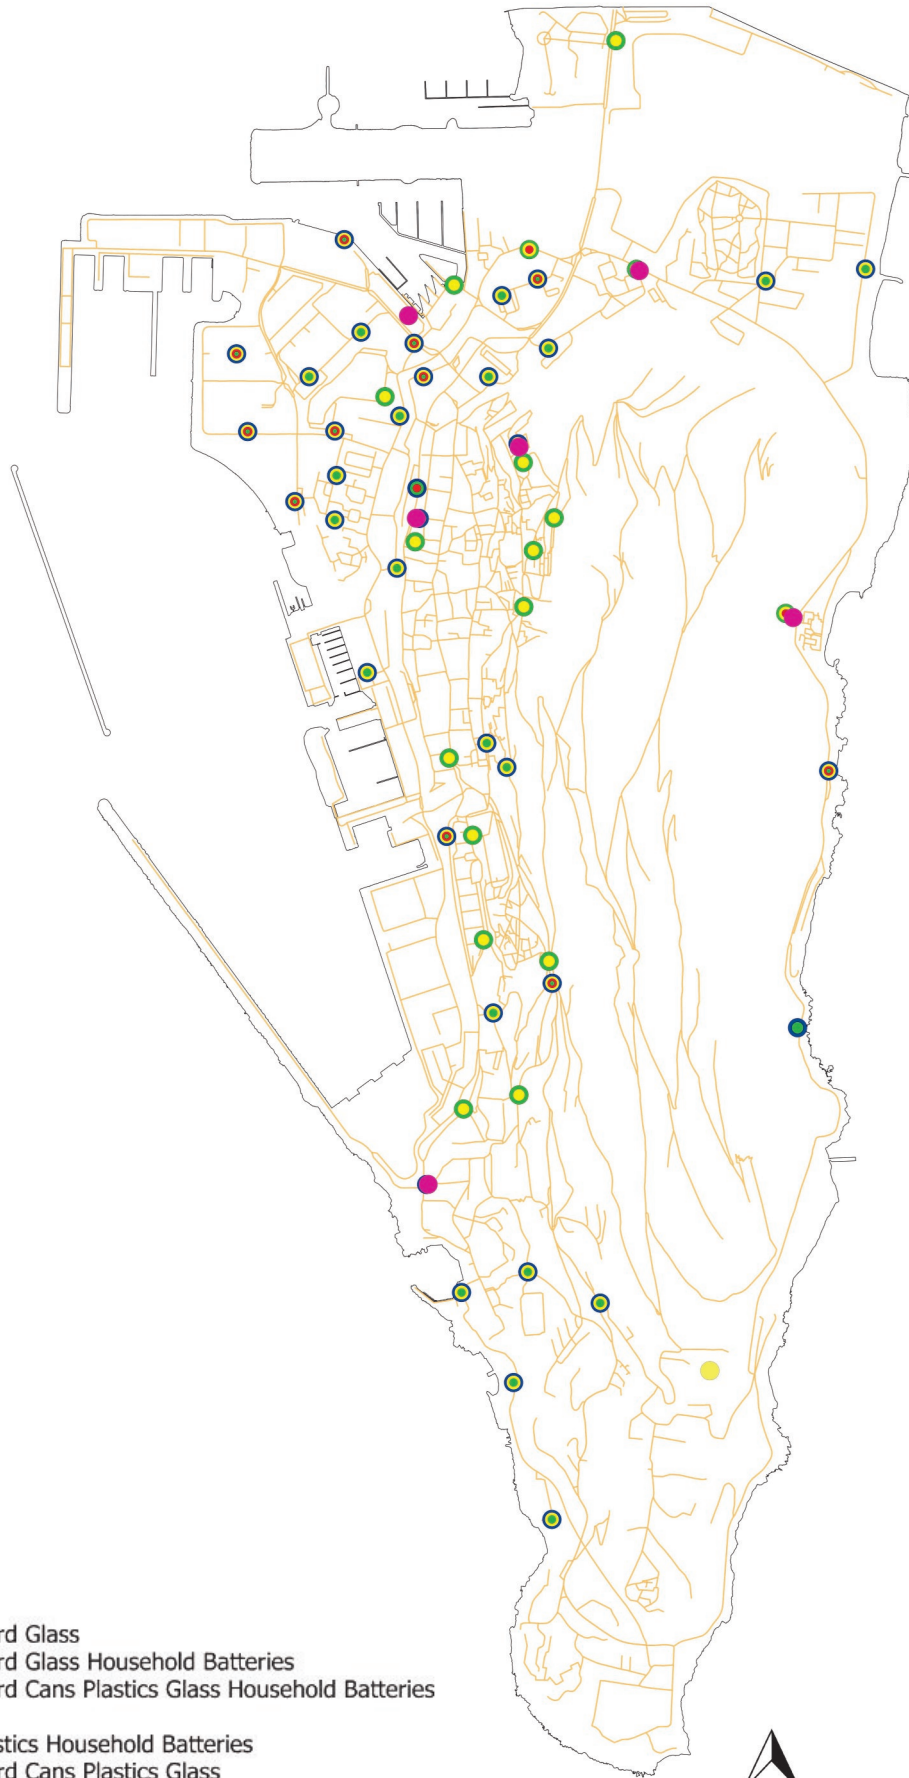 rd Glass
rd Glass Household Batteries
rd Cans Plastics Glass Household Batteries
stics Household Batteries
rd Cans Plastics Glass